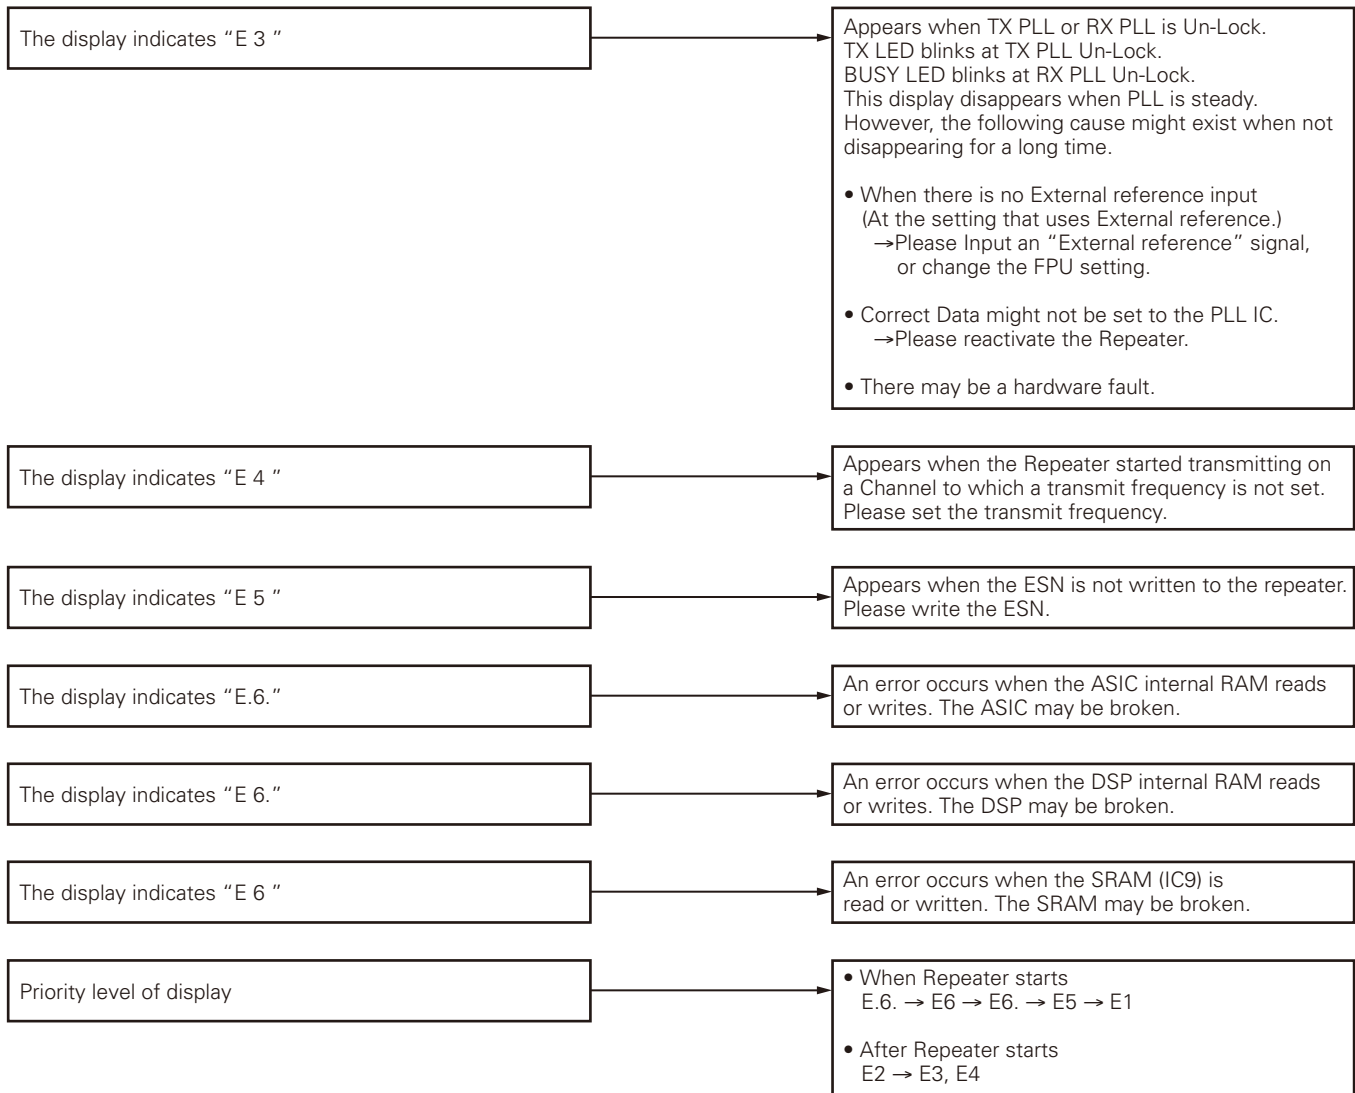 The display indicates “E 3 ”
Appears when TX PLL or RX PLL is Un-Lock.
TX LED blinks at TX PLL Un-Lock.
BUSY LED blinks at RX PLL Un-Lock.
This display disappears when PLL is steady.
However, the following cause might exist when not
disappearing for a long time.
• When there is no External reference input
(At the setting that uses External reference.)
→Please Input an “External reference” signal,
or change the FPU setting.
• Correct Data might not be set to the PLL IC.
→Please reactivate the Repeater.
• There may be a hardware fault.
The display indicates “E 4 ”
Appears when the Repeater started transmitting on
a Channel to which a transmit frequency is not set.
Please set the transmit frequency.
The display indicates “E 5 ”
Appears when the ESN is not written to the repeater.
Please write the ESN.
The display indicates “E.6.”
An error occurs when the ASIC internal RAM reads
or writes. The ASIC may be broken.
The display indicates “E 6.”
An error occurs when the DSP internal RAM reads
or writes. The DSP may be broken.
The display indicates “E 6 ”
An error occurs when the SRAM (IC9) is
read or written. The SRAM may be broken.
Priority level of display
• When Repeater starts
E.6. → E6 → E6. → E5 → E1
• After Repeater starts
E2 → E3, E4